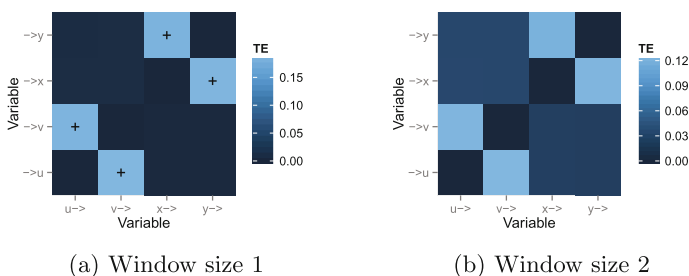 TE
Variable
->y
->x
->v
->u
+
+
+
+
0.15
0.10
0.05
0.00
u-> v-> x-> y->
Variable
(a) Window size 1
TE
Variable
->y
->x
->v
->u
0.12
0.09
0.06
0.03
0.00
u-> v-> x-> y->
Variable
(b) Window size 2